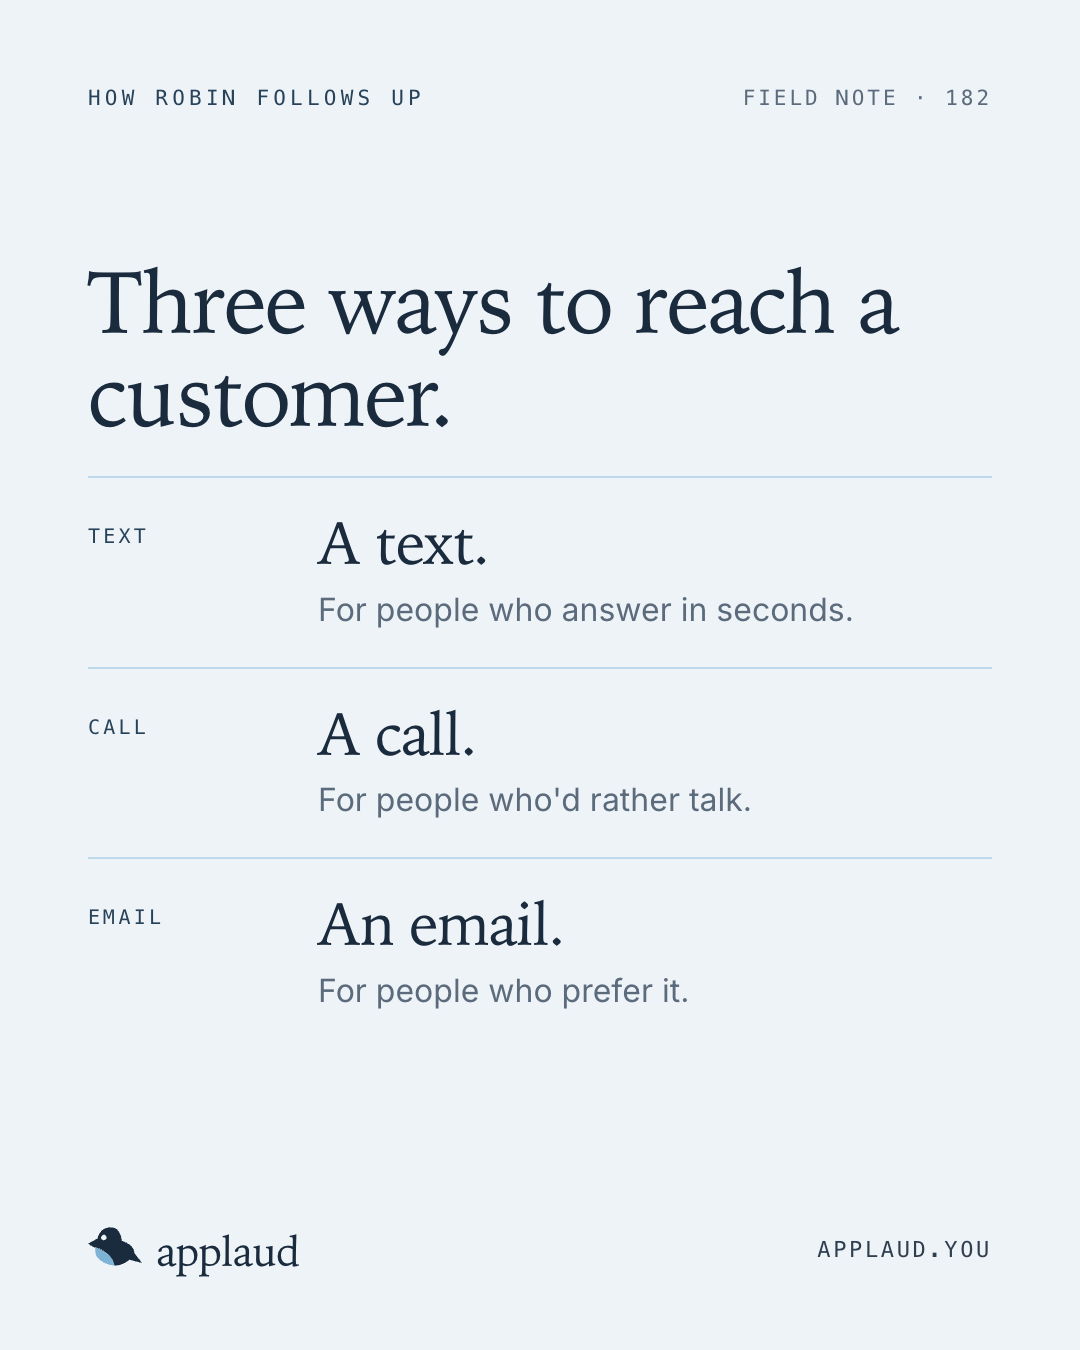 HOW ROBIN FOLLOWS UP
FIELD NOTE · 182
Three ways to reach a
customer.
TEXT
A text.
For people who answer in seconds.
CALL
A call.
For people who'd rather talk.
EMAIL
An email.
For people who prefer it.
applaud
APPLAUD.YOU